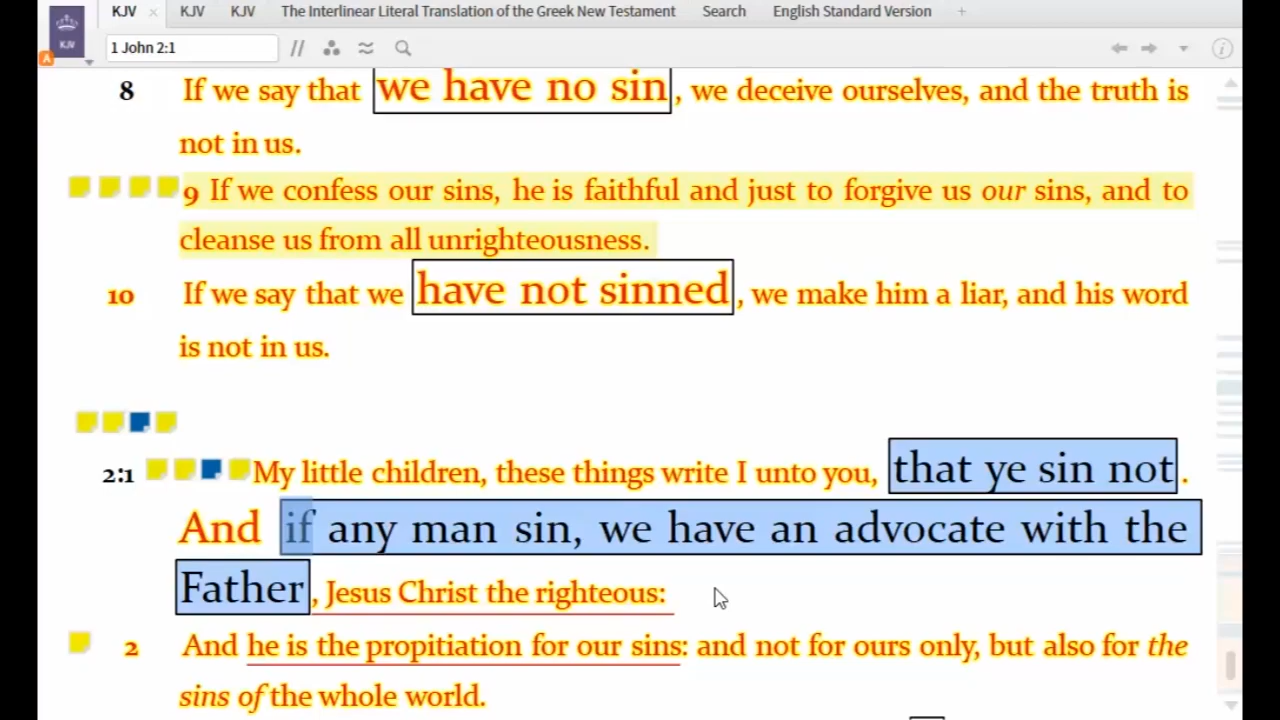 KJV KJV KJV The Interlinear Literal Translation of the Greek New Testament Search English Standard Version
KJV
A
1 John 2:1
8 If we say that we have no sin, we deceive ourselves, and the truth is
not in us.
9 If we confess our sins, he is faithful and just to forgive us our sins, and to
cleanse us from all unrighteousness.
10 If we say that we have not sinned, we make him a liar, and his word
is not in us.
2:1 My little children, these things write I unto you, that ye sin not.
And if any man sin, we have an advocate with the
Father, Jesus Christ the righteous:
2 And he is the propitiation for our sins: and not for ours only, but also for the
sins of the whole world.